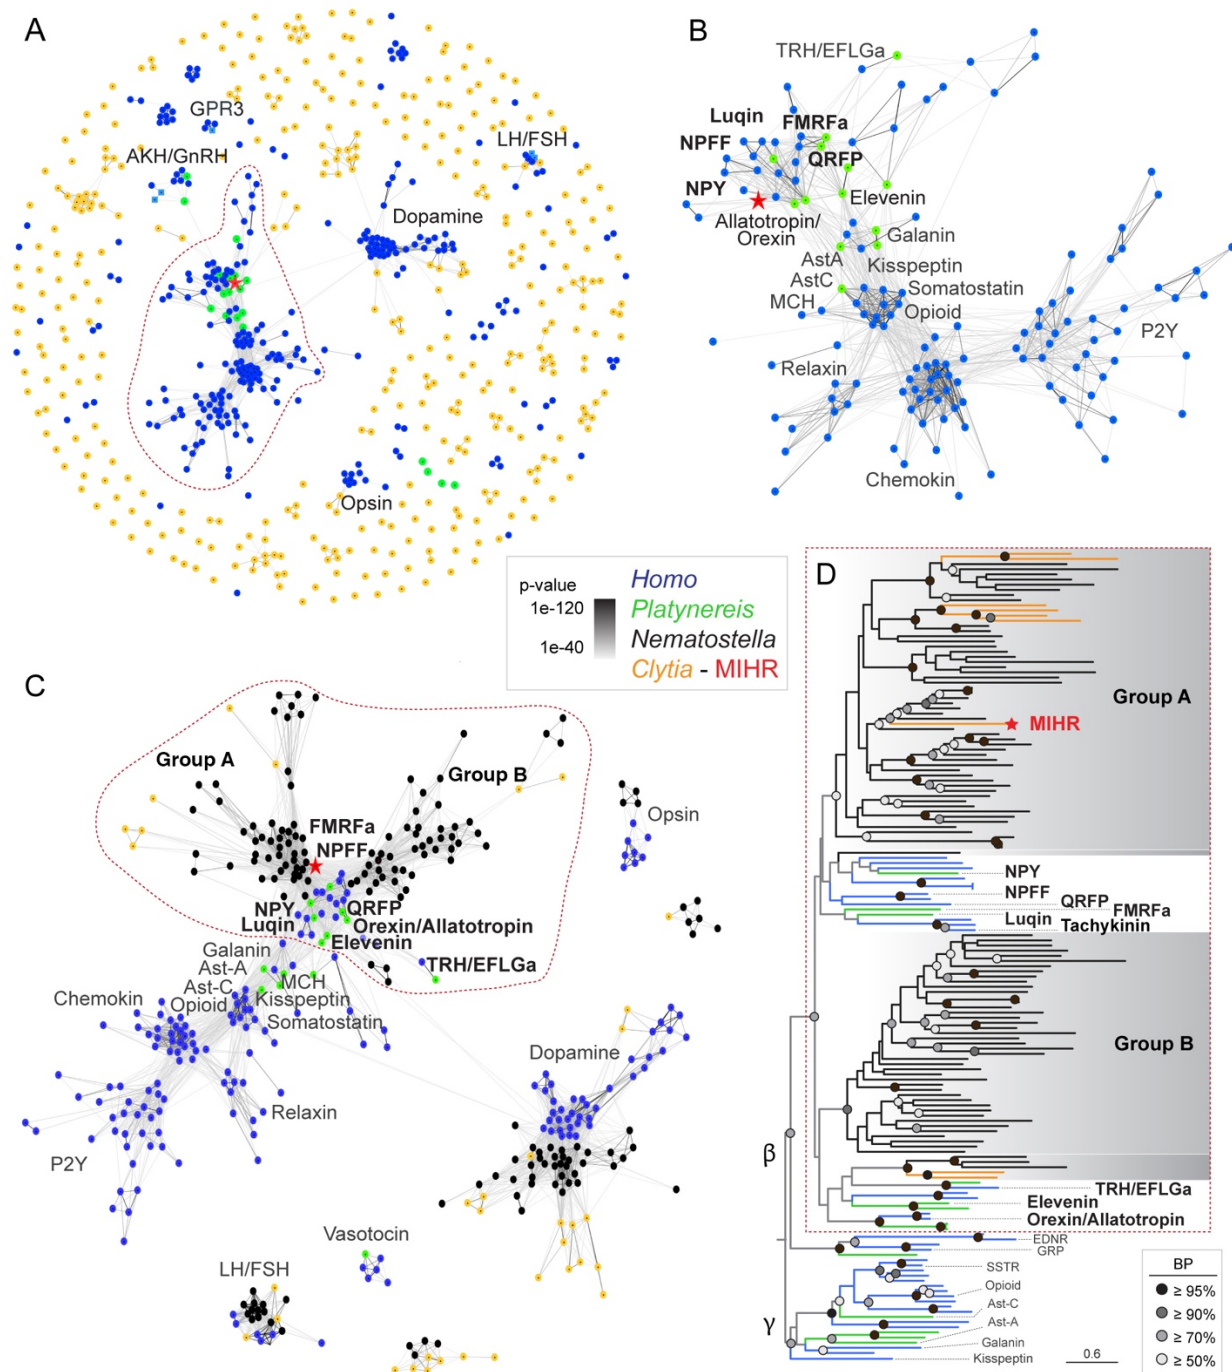 A
GPR3
AKH/GnRH
LH/FSH
Dopamine
Opsin
B
TRH/EFLGa
Luqin
FMRFa
NPFF
QRFP
NPY
Elevenin
Allatotropin/
Orexin
Galanin
AstA
Kisspeptin
AstC
Somatostatin
MCH
Opioid
P2Y
Relaxin
Chemokin
p-value
1e-120
1e-40
Homo
Platynereis
Nematostella
Clytia - MIHR
C
Group A
Group B
FMRFa
NPFF
NPY
QRFP
Luqin
Orexin/Allatotropin
Elevenin
Galanin
TRH/EFLGa
Ast-A
MCH
Ast-C
Chemokin
Opioid
Kisspeptin
Somatostatin
Opsin
Dopamine
Relaxin
P2Y
Vasotocin
LH/FSH
D
Group A
MIHR
NPY
NPFF
QRFP
FMRFa
Luqin
Tachykinin
Group B
β
TRH/EFLGa
Elevenin
Orexin/Allatotropin
EDNR
GRP
SSTR
Opioid
Ast-C
γ
Ast-A
Galanin
Kisspeptin
BP
≥ 95%
≥ 90%
≥ 70%
≥ 50%
0.6